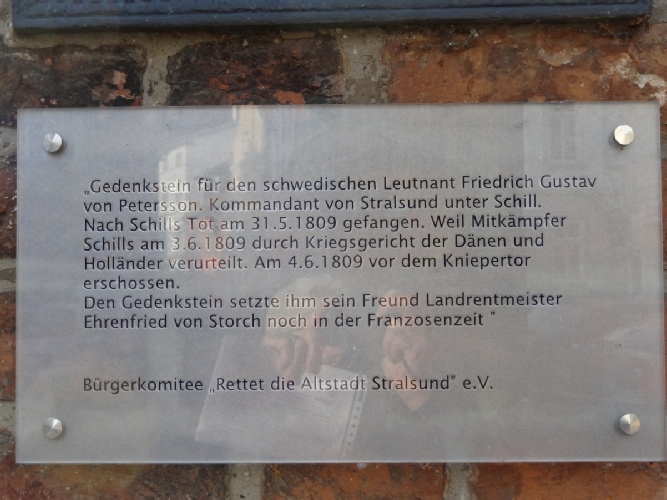 „Gedenkstein für den schwedischen Leutnant Friedrich Gustav
von Petersson. Kommandant von Stralsund unter Schill.
Nach Schills Tot am 31.5.1809 gefangen. Weil Mitkämpfer
Schills am 3.6.1809 durch Kriegsgericht der Dänen und
Holländer verurteilt. Am 4.6.1809 vor dem Kniepertor
erschossen.
Den Gedenkstein setzte ihm sein Freund Landrentmeister
Ehrenfried von Storch noch in der Franzosenzeit "
Bürgerkomitee „Rettet die Altstadt Stralsund" e.V.